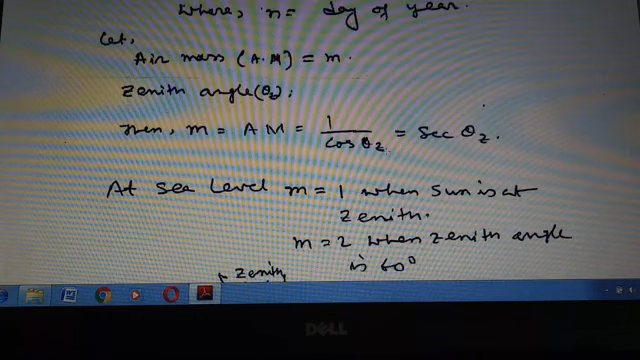 Where, n = day of year.
Let,
Air mass (A.M) = m.
Zenith angle (θz);
Then, m = A M = 1/cos θz = Sec θz.
At Sea Level m = 1 when Sun is at
Zenith.
m = 2 when Zenith angle
is 60°
Zenith
DELL